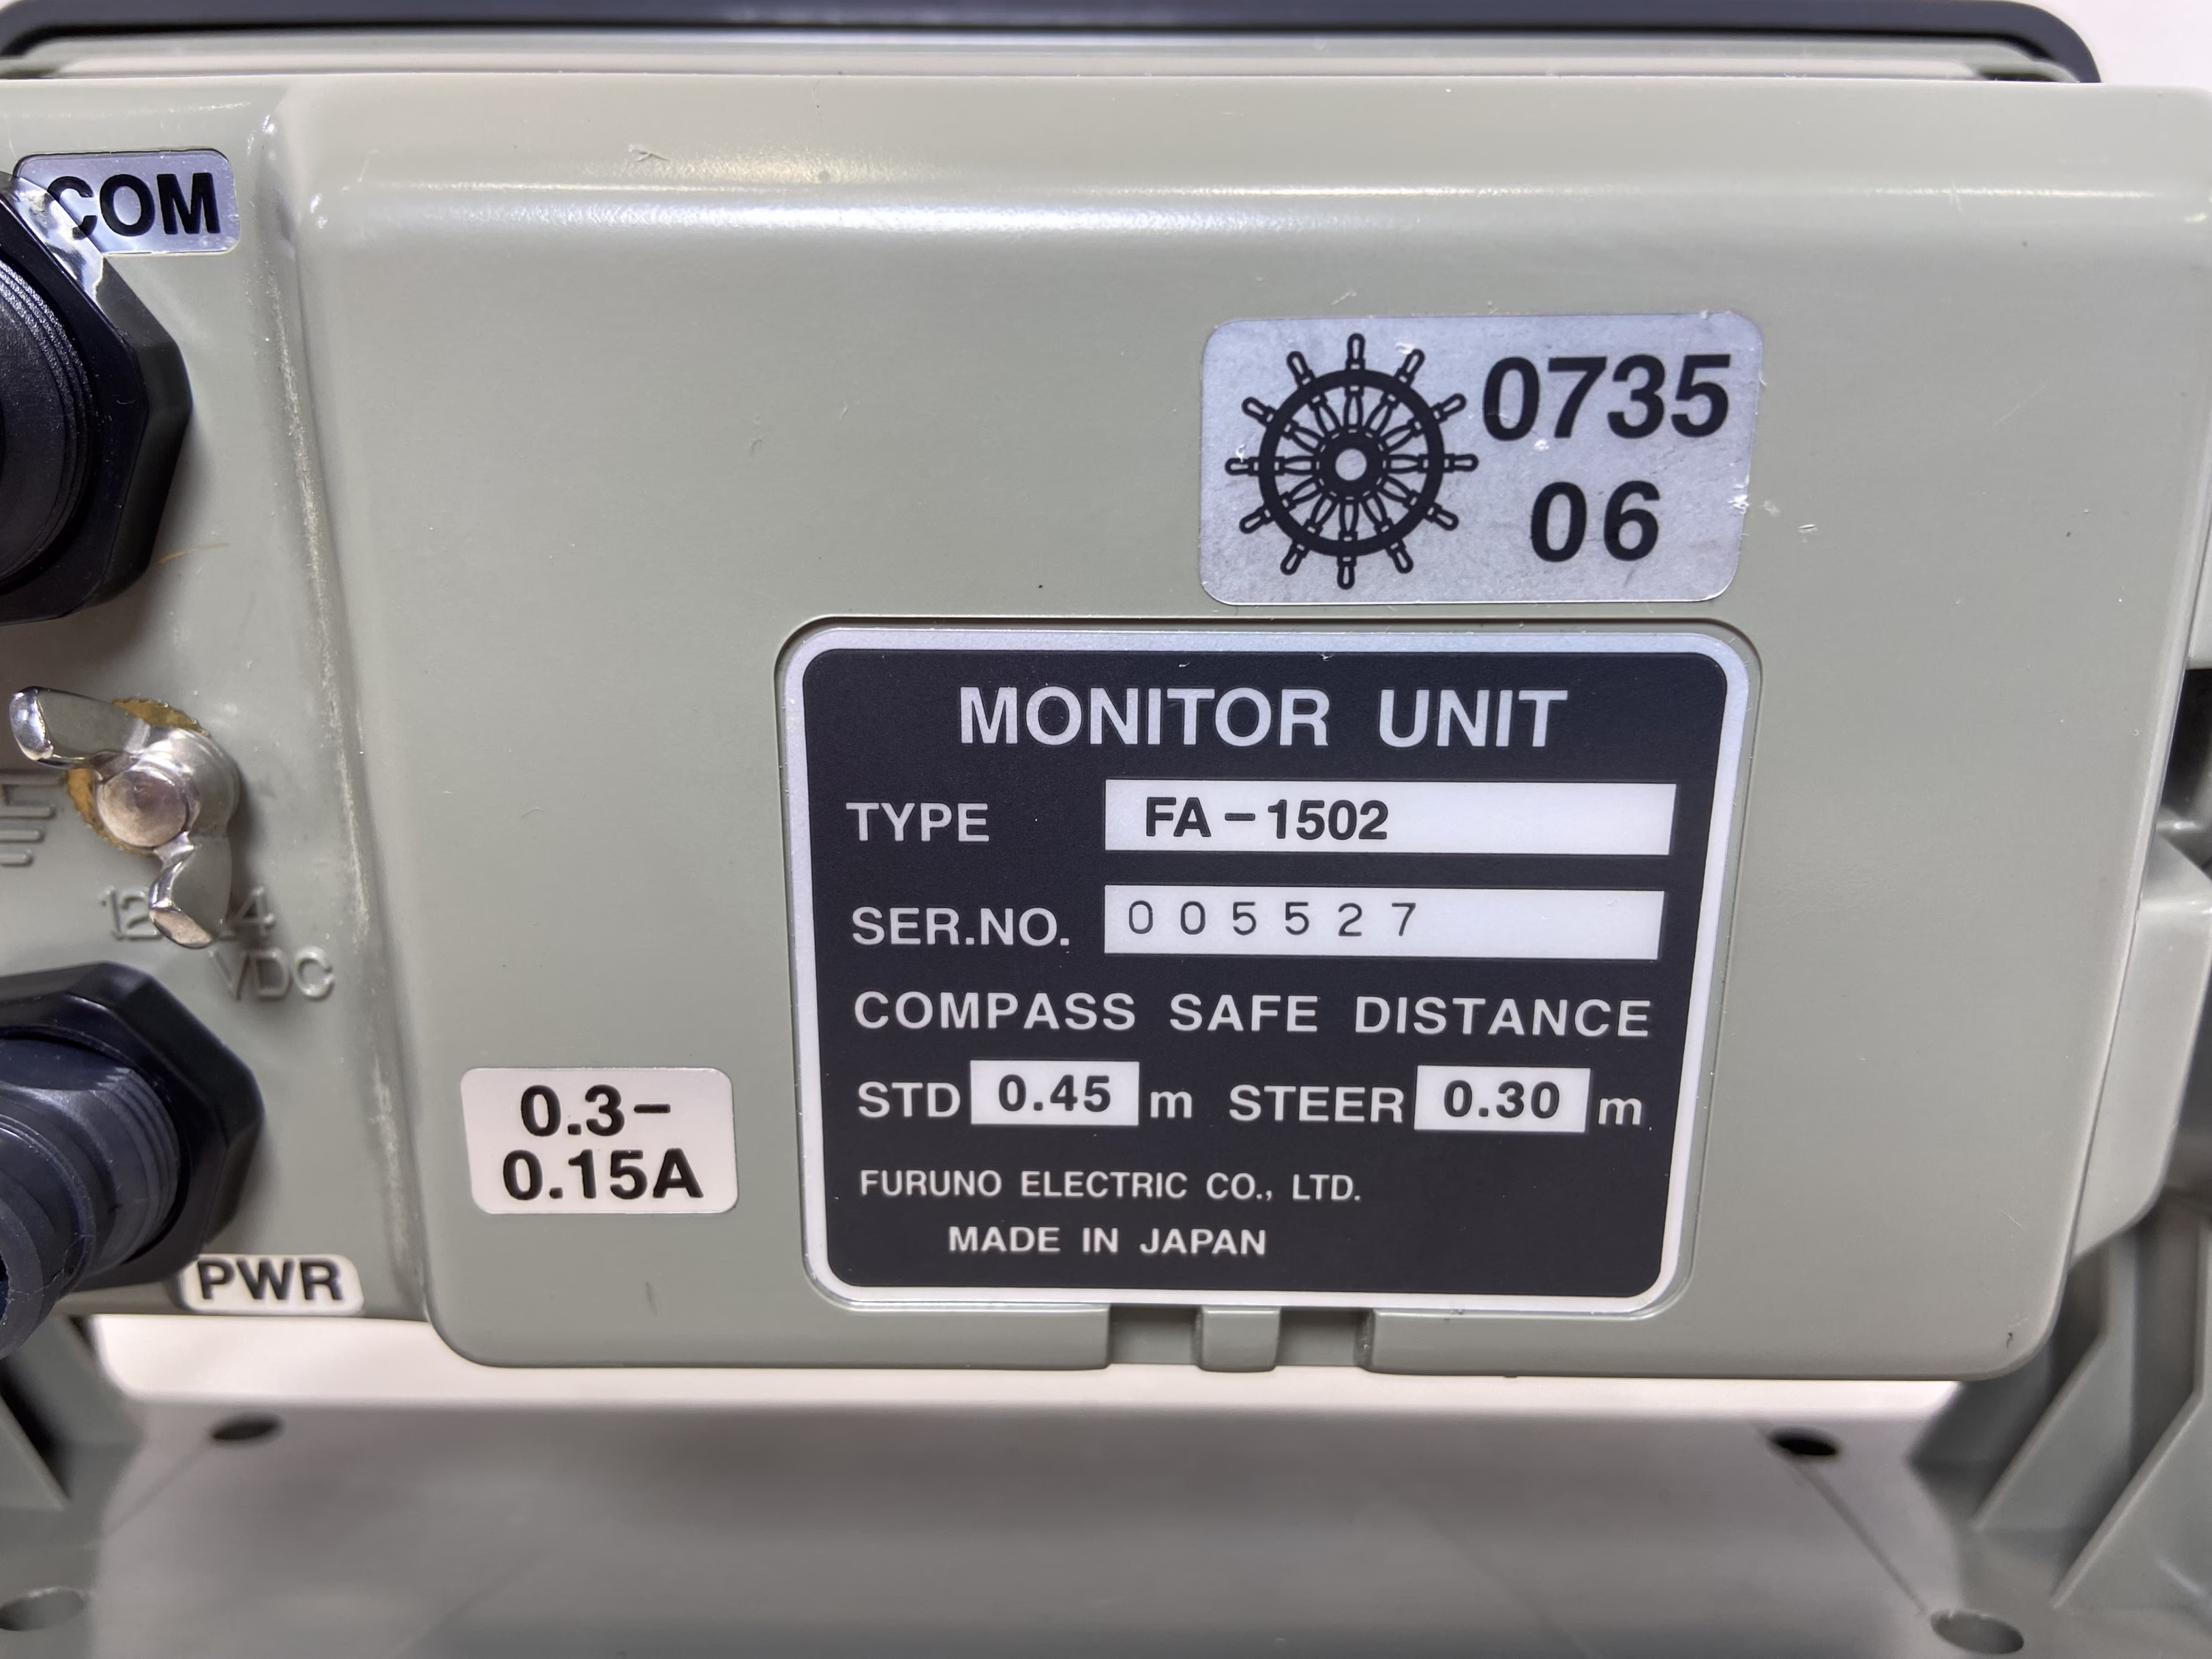 COM
0735
06
MONITOR UNIT
TYPE FA-1502
SER.NO. 005527
COMPASS SAFE DISTANCE
STD 0.45 m STEER 0.30 m
FURUNO ELECTRIC CO., LTD.
MADE IN JAPAN
VDC
0.3-
0.15A
PWR